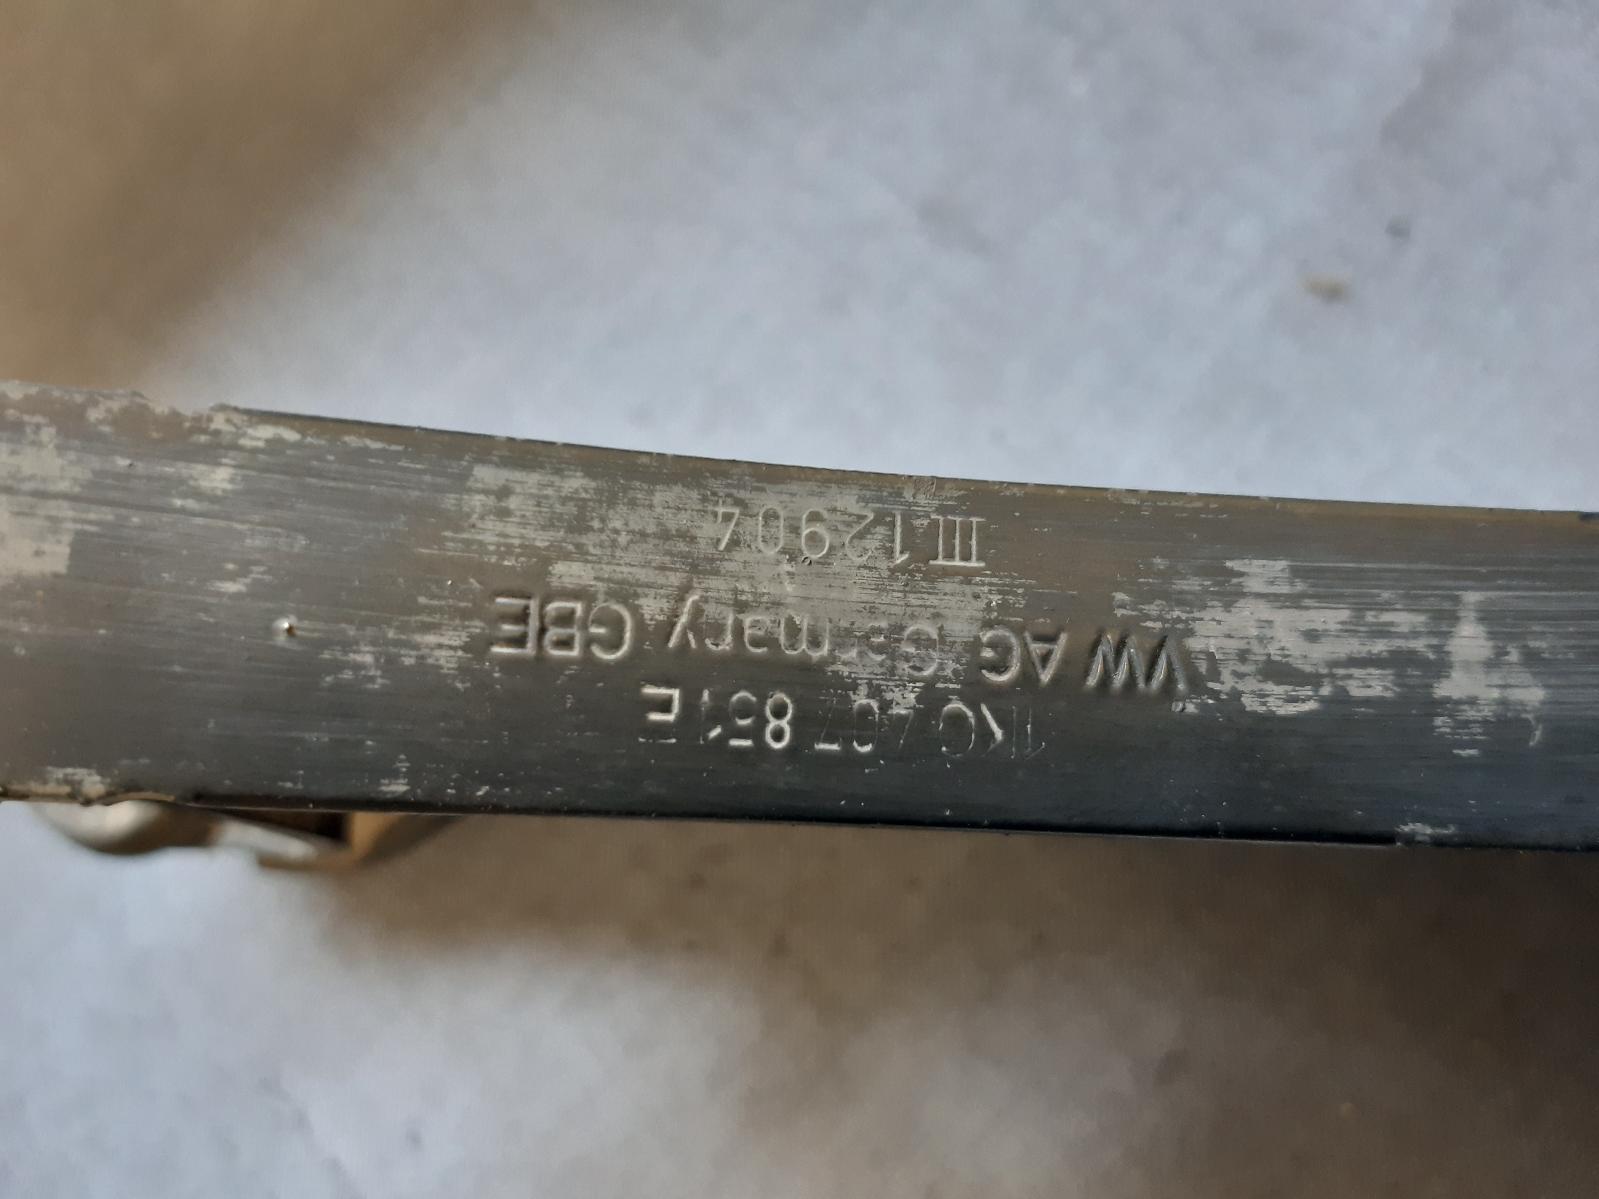 1K0 407 851 E
VW AG Germany GBE
III 12904